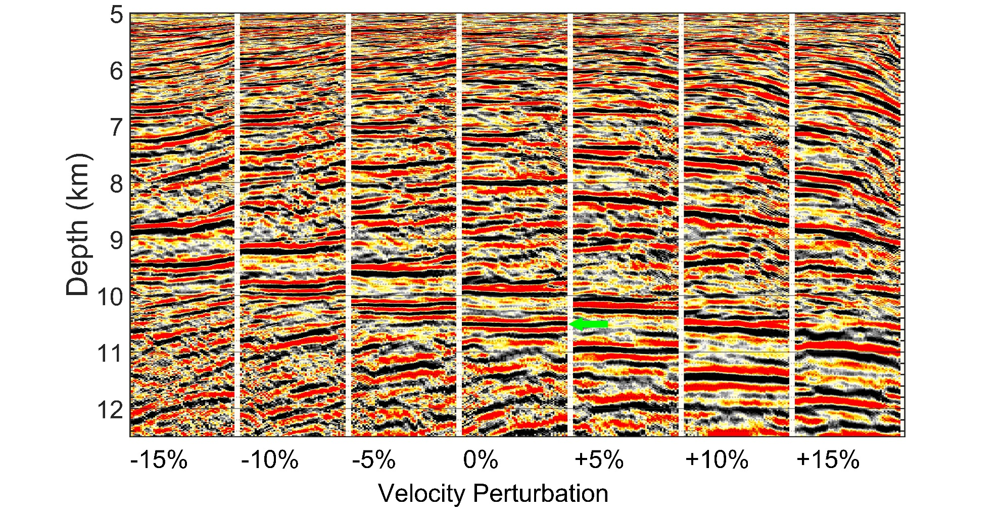 5
6
7
8
9
10
11
12
Depth (km)
-15% -10% -5% 0% +5% +10% +15%
Velocity Perturbation